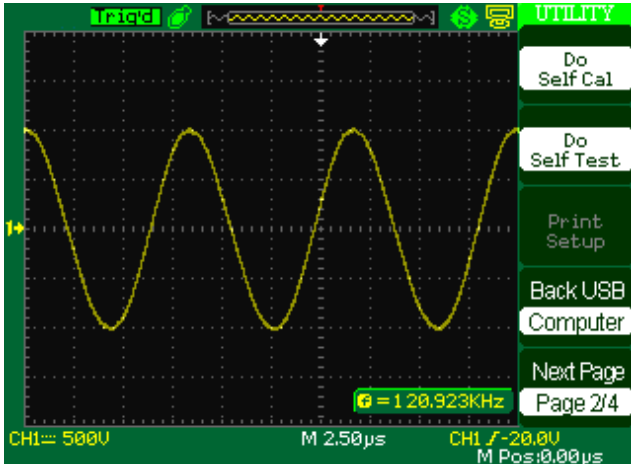 Trig'd M S UTILITY
Do
Self Cal
Do
Self Test
Print
Setup
Back USB
Computer
Next Page
Page 2/4
1
f = 120.923KHz
CH1 500V M 2.50µs CH1 -20.0V
M Pos:0.00µs